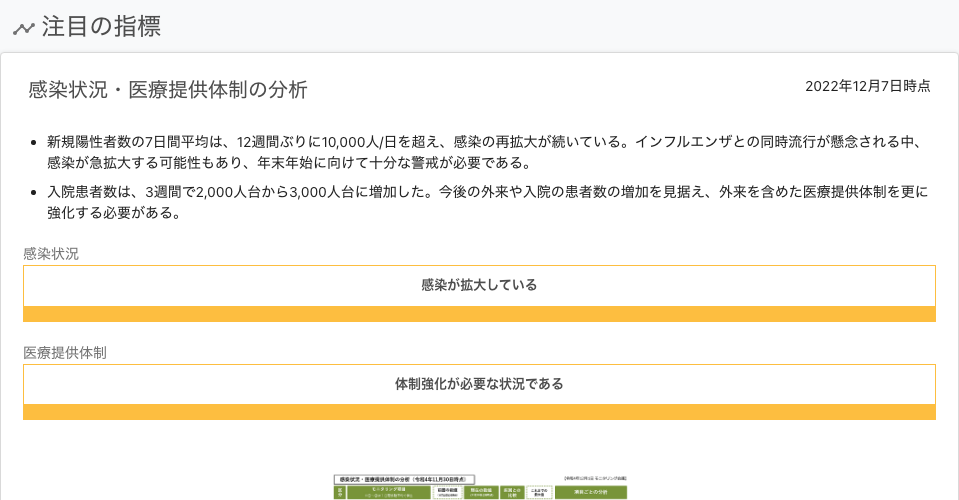 注目の指標
感染状況・医療提供体制の分析
2022年12月7日時点
新規陽性者数の7日間平均は、12週間ぶりに10,000人/日を超え、感染の再拡大が続いている。インフルエンザとの同時流行が懸念される中、
感染が急拡大する可能性もあり、年末年始に向けて十分な警戒が必要である。
入院患者数は、3週間で2,000人台から3,000人台に増加した。今後の外来や入院の患者数の増加を見据え、外来を含めた医療提供体制を更に
強化する必要がある。
感染状況
感染が拡大している
医療提供体制
体制強化が必要な状況である
感染状況・医療提供体制の分析（令和4年11月30日時点）